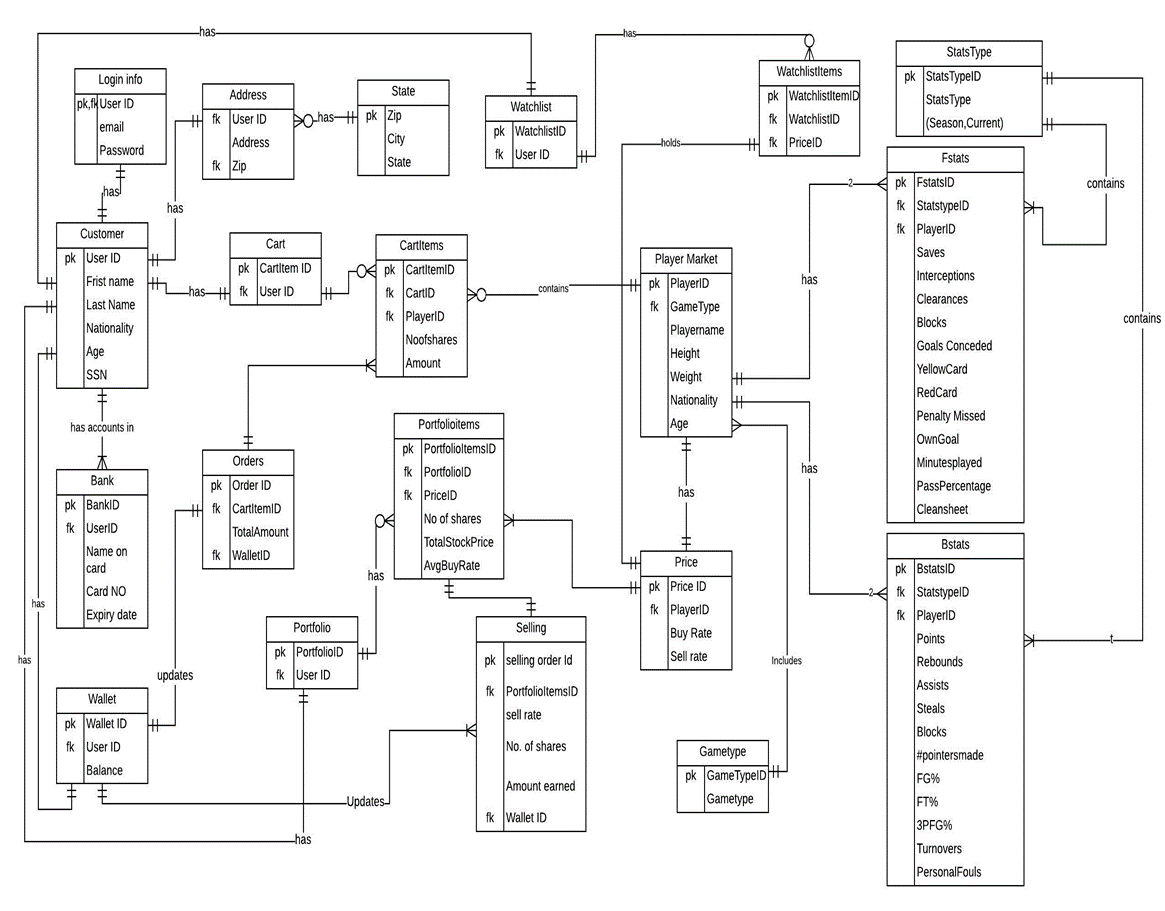 has
has
Login info
pk,fk User ID
email
Password
Address
fk User ID
Address
fk Zip
has
State
pk Zip
City
State
Watchlist
pk WatchlistID
fk User ID
WatchlistItems
pk WatchlistItemID
fk WatchlistID
fk PriceID
holds
StatsType
pk StatsTypeID
StatsType
(Season,Current)
contains
contains
has
has
Customer
pk User ID
Frist name
Last Name
Nationality
Age
SSN
has
Cart
pk CartItem ID
fk User ID
CartItems
pk CartItemID
fk CartID
fk PlayerID
Noofshares
Amount
contains
Player Market
pk PlayerID
fk GameType
Playername
Height
Weight
Nationality
Age
2
has
Fstats
pk FstatsID
fk StatstypeID
fk PlayerID
Saves
Interceptions
Clearances
Blocks
Goals Conceded
YellowCard
RedCard
Penalty Missed
OwnGoal
Minutesplayed
PassPercentage
Cleansheet
has accounts in
Bank
pk BankID
fk UserID
Name on
card
Card NO
Expiry date
Orders
pk Order ID
fk CartItemID
TotalAmount
fk WalletID
Portfolioitems
pk PortfolioItemsID
fk PortfolioID
fk PriceID
No of shares
TotalStockPrice
AvgBuyRate
has
has
Price
pk Price ID
fk PlayerID
Buy Rate
Sell rate
2
Bstats
pk BstatsID
fk StatstypeID
fk PlayerID
Points
Rebounds
Assists
Steals
Blocks
#pointersmade
FG%
FT%
3PFG%
Turnovers
PersonalFouls
t
has
has
has
updates
Portfolio
pk PortfolioID
fk User ID
Selling
pk selling order Id
fk PortfolioItemsID
sell rate
No. of shares
Amount earned
fk Wallet ID
Includes
Wallet
pk Wallet ID
fk User ID
Balance
Updates
has
Gametype
pk GameTypeID
Gametype